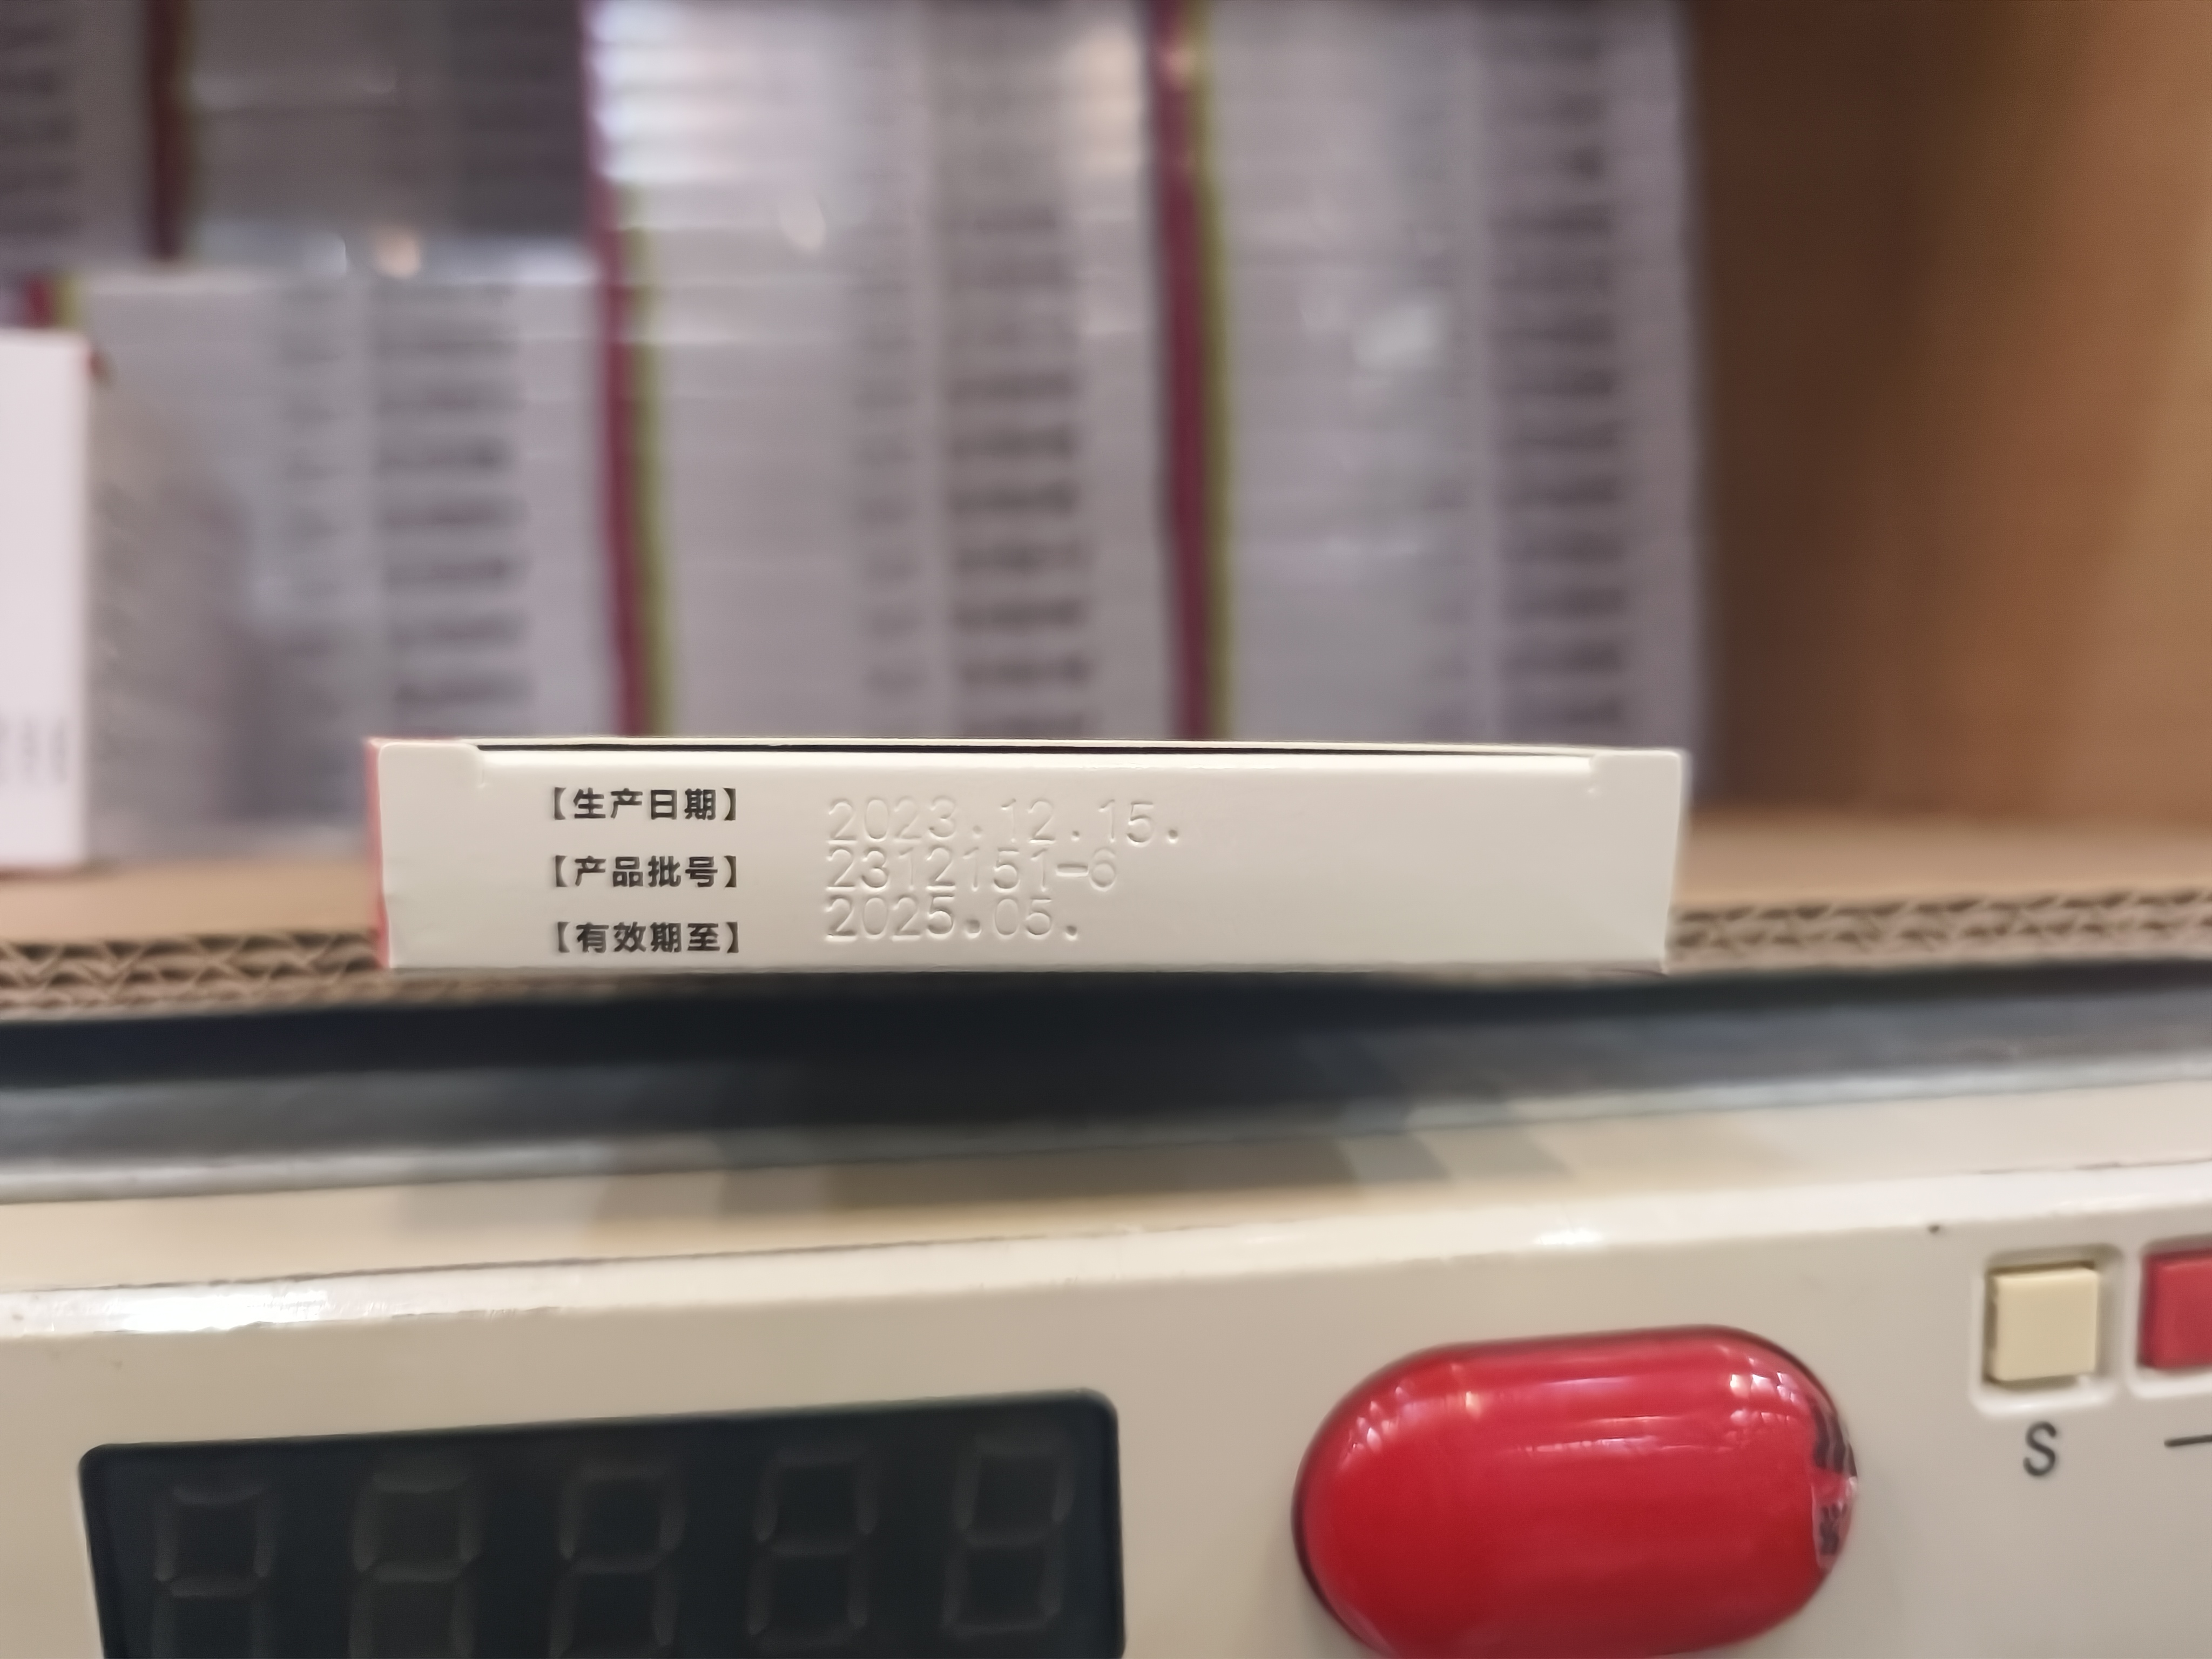 【生产日期】 2023.12.15.
【产品批号】 2312151-6
【有效期至】 2025.05.
S